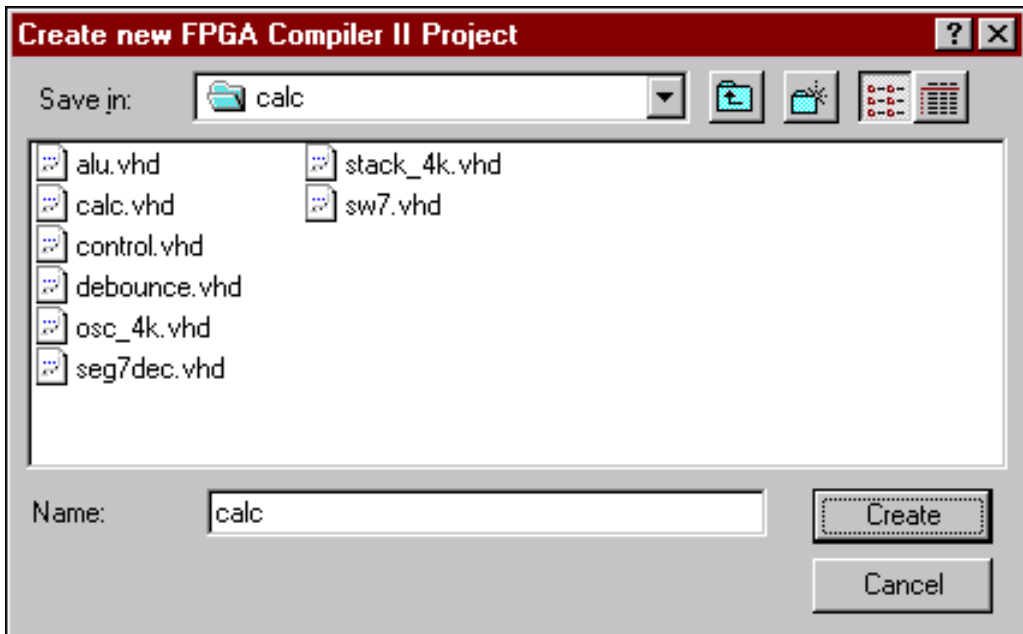 Create new FPGA Compiler II Project
Save in: calc
alu.vhd stack_4k.vhd
calc.vhd sw7.vhd
control.vhd
debounce.vhd
osc_4k.vhd
seg7dec.vhd
Name: calc Create
Cancel